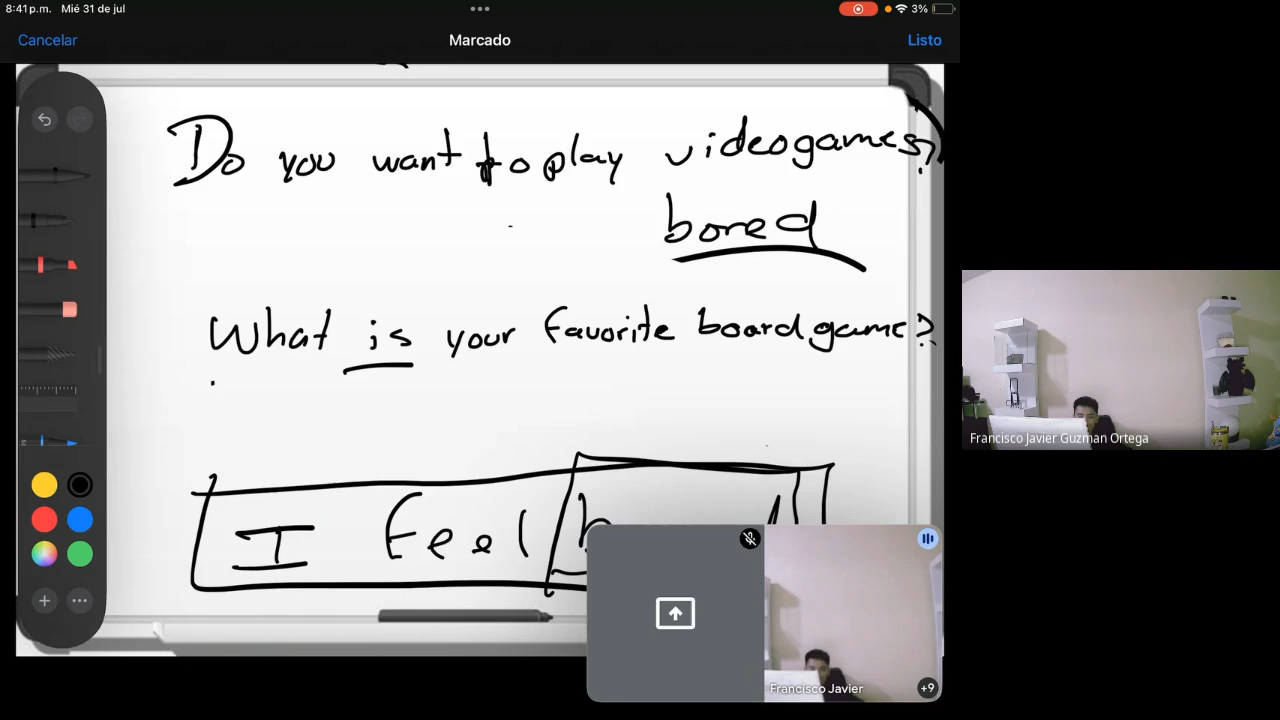 8:41 p.m. Mié 31 de jul
3%
Cancelar
Marcado
Listo
Do you want to play videogames?
bored
What is your favorite boardgame?
I feel
Francisco Javier Guzman Ortega
Francisco Javier
+9